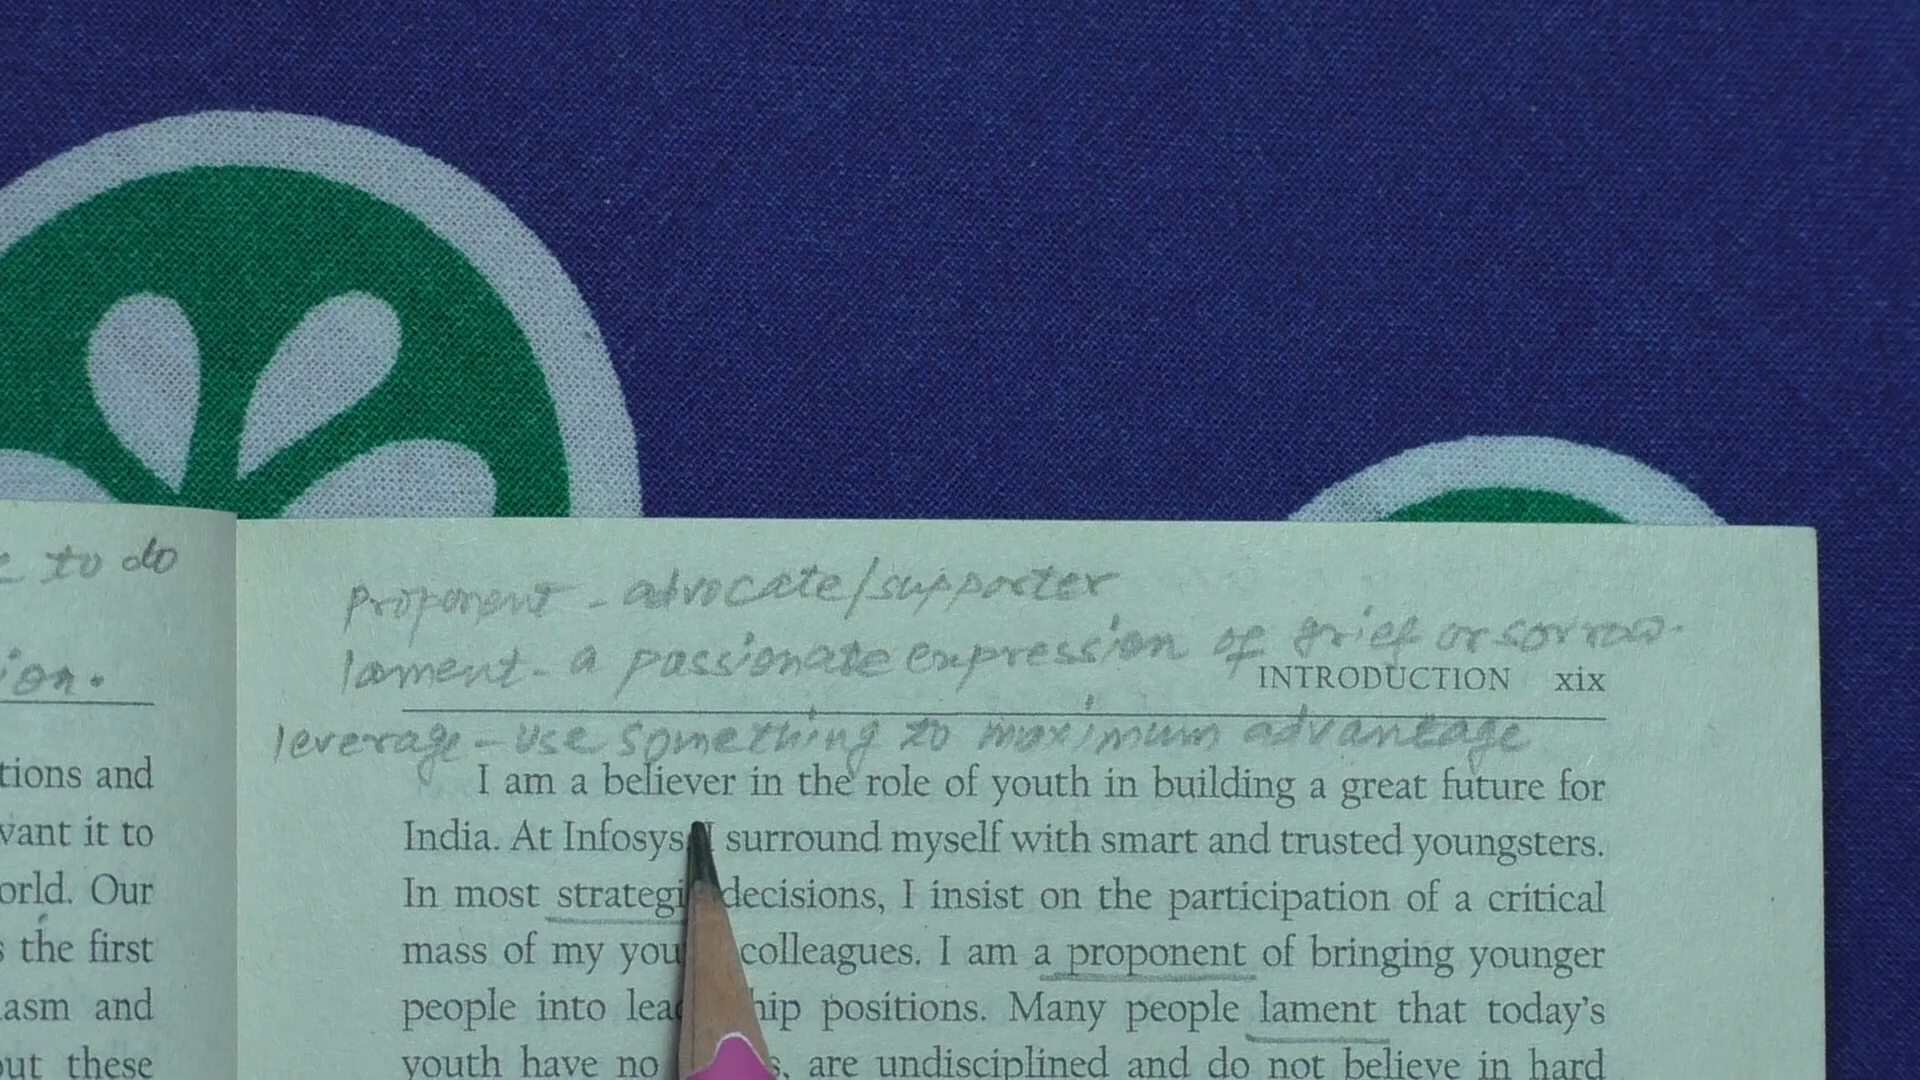 e to do
ion.
tions and
want it to
orld. Our
s the first
asm and
out these
Proponent - advocate/supporter
lament - a passionate expression of grief or sorrow.
INTRODUCTION xix
leverage - use something to maximum advantage
I am a believer in the role of youth in building a great future for
India. At Infosys I surround myself with smart and trusted youngsters.
In most strategi decisions, I insist on the participation of a critical
mass of my you colleagues. I am a proponent of bringing younger
people into lea hip positions. Many people lament that today's
youth have no s, are undisciplined and do not believe in hard